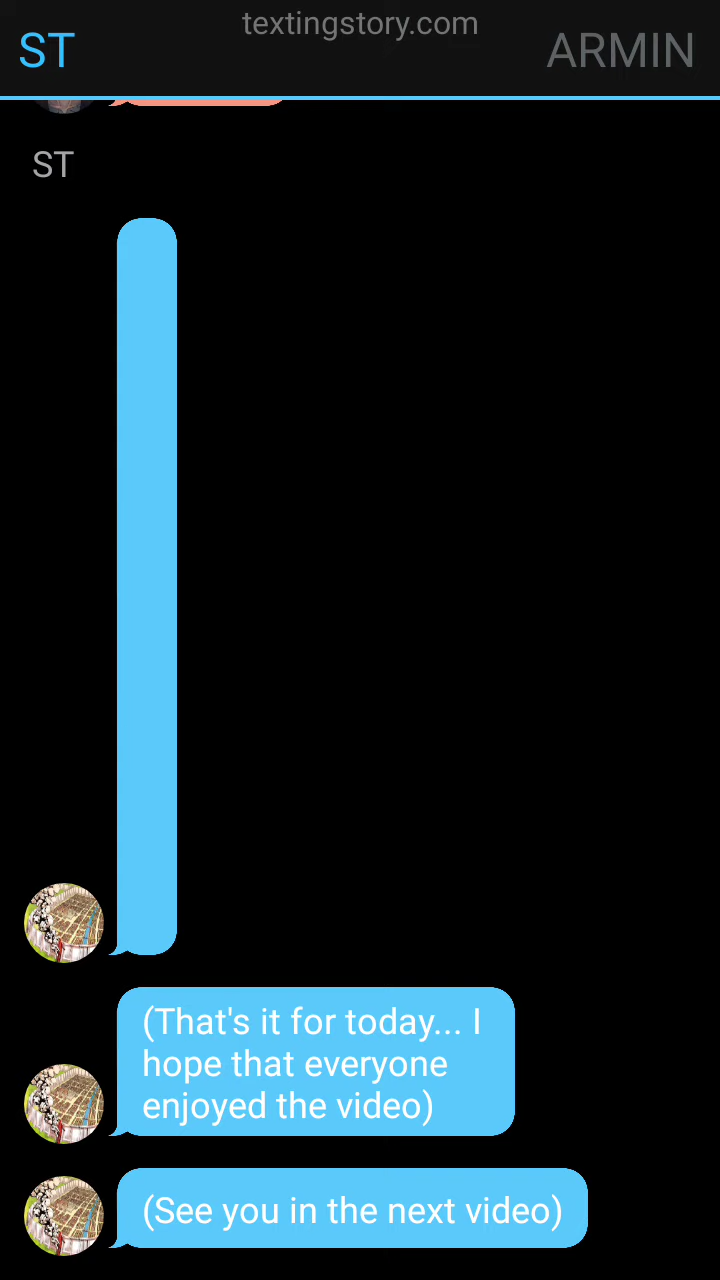 textingstory.com
ST
ARMIN
ST
(That's it for today... I
hope that everyone
enjoyed the video)
(See you in the next video)